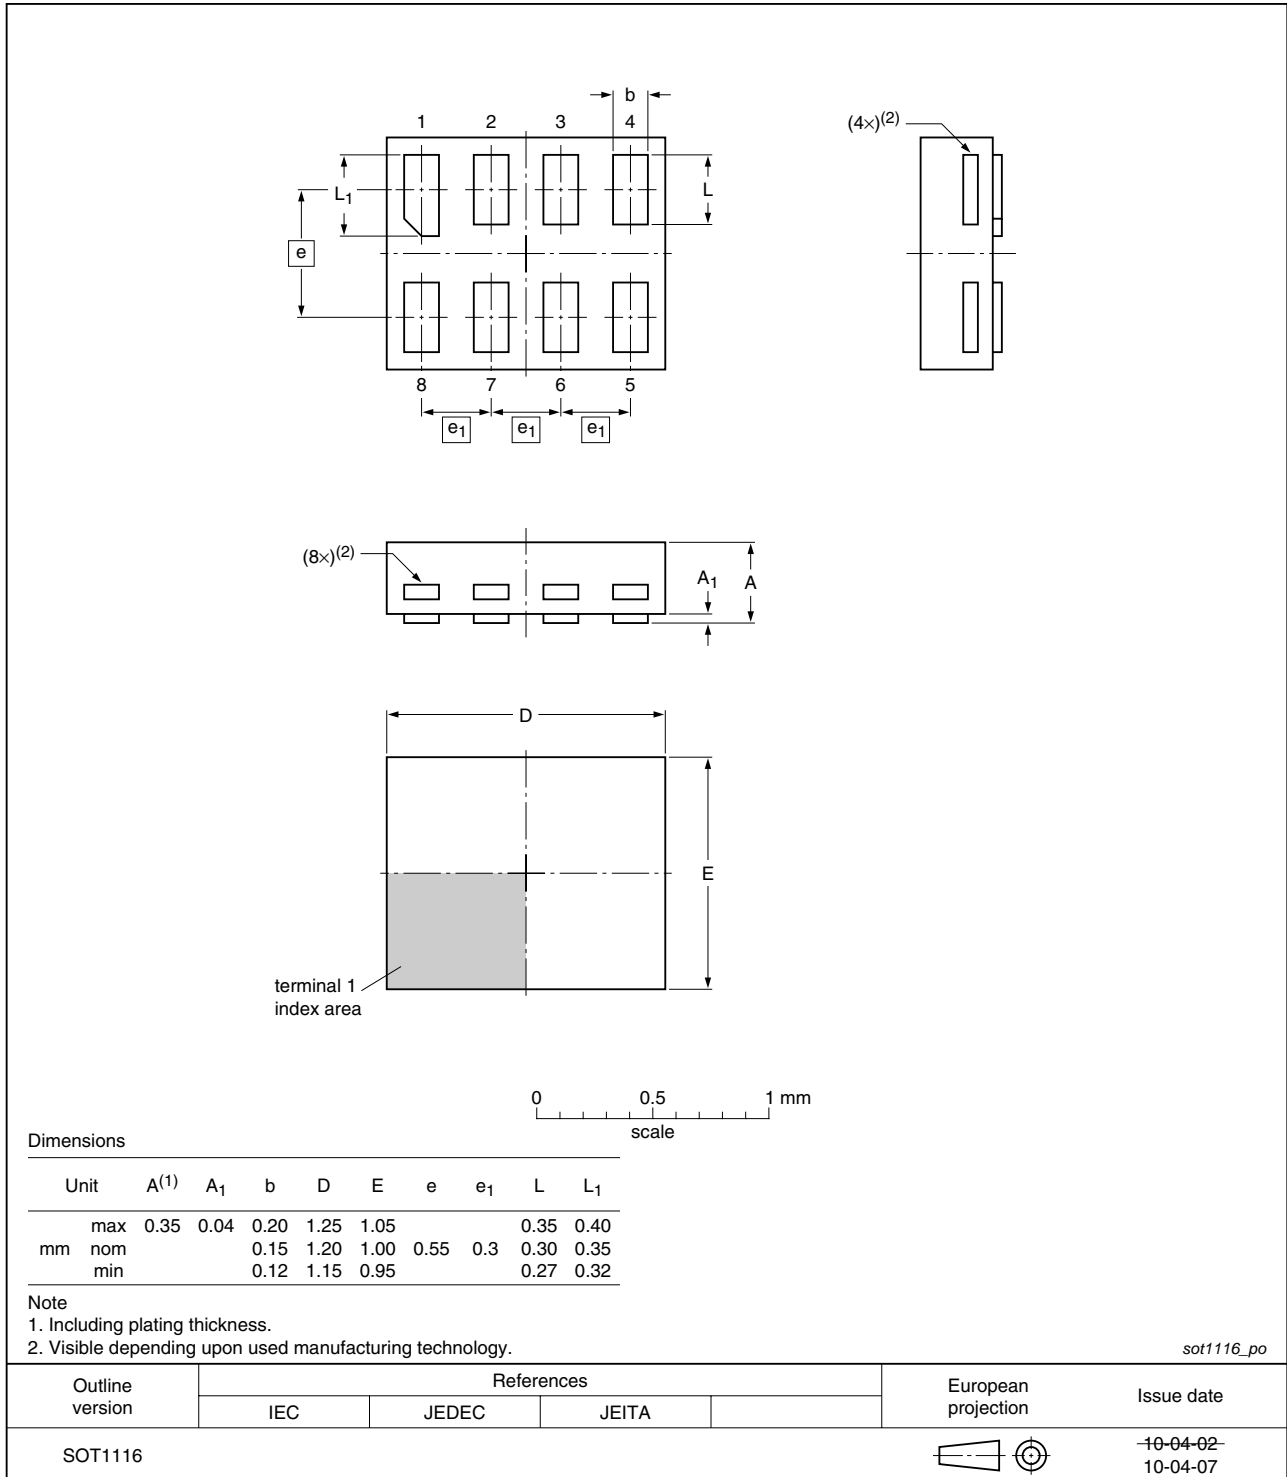 b
1 2 3 4
(4×)(2)
L1
L
e
8 7 6 5
e1 e1 e1
(8×)(2)
A1 A
D
E
terminal 1
index area
0 0.5 1 mm
scale
Dimensions
Unit A(1) A1 b D E e e1 L L1
max 0.35 0.04 0.20 1.25 1.05 0.35 0.40
mm nom 0.15 1.20 1.00 0.55 0.3 0.30 0.35
min 0.12 1.15 0.95 0.27 0.32
Note
1. Including plating thickness.
2. Visible depending upon used manufacturing technology.
sot1116_po
Outline
version
References
IEC JEDEC JEITA
European
projection
Issue date
SOT1116
10-04-02
10-04-07